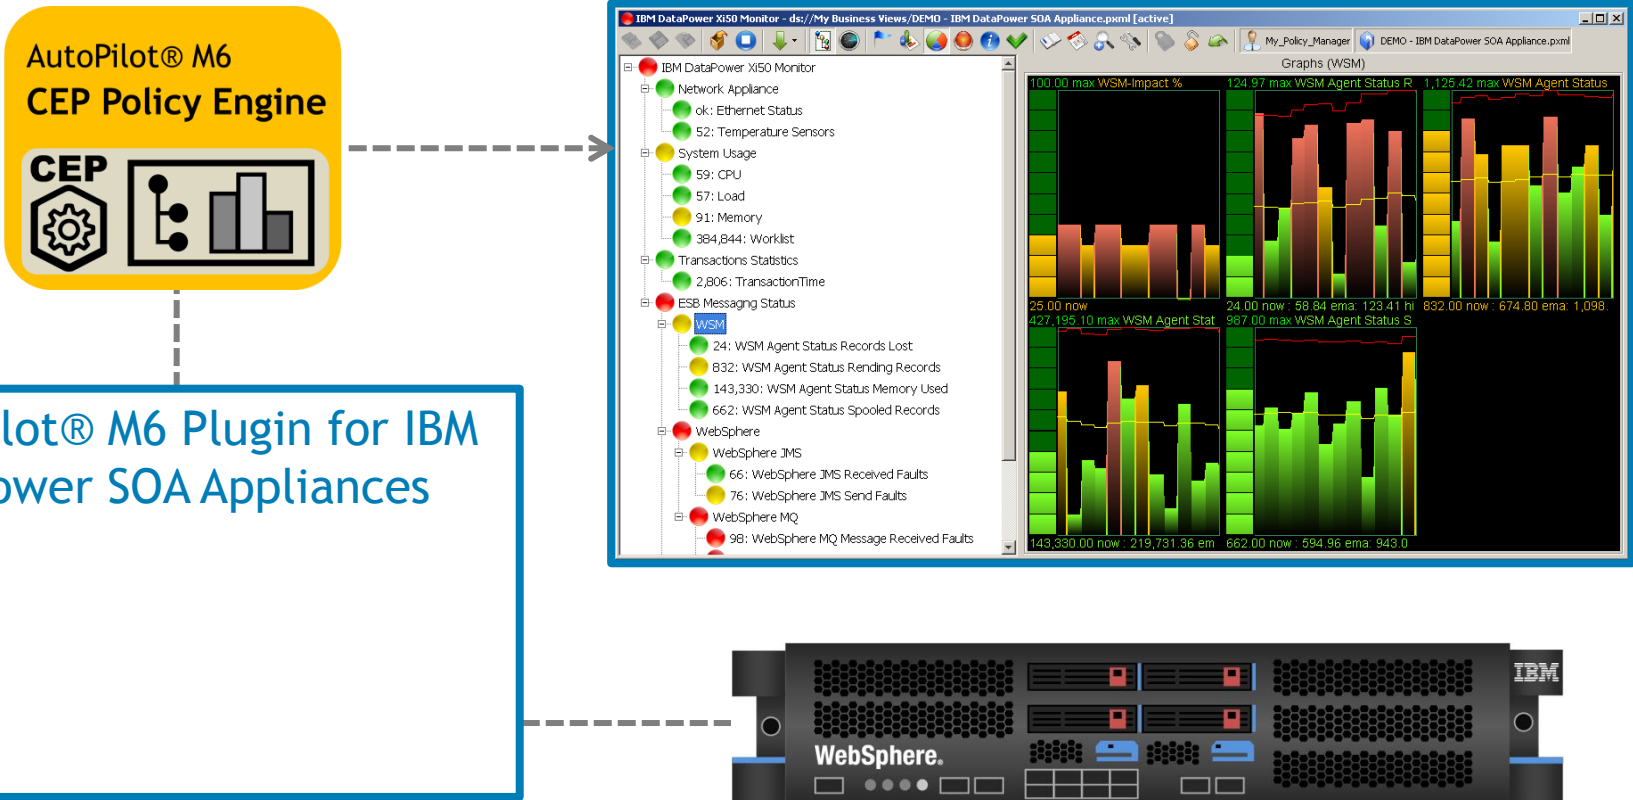 AutoPilot® M6
CEP Policy Engine
CEP
IBM DataPower Xi50 Monitor - ds://My Business Views/DEMO - IBM DataPower SOA Appliance.pxml [active]
My_Policy_Manager
DEMO - IBM DataPower SOA Appliance.pxml
IBM DataPower Xi50 Monitor
Network Appliance
ok: Ethernet Status
52: Temperature Sensors
System Usage
59: CPU
57: Load
91: Memory
384,844: Worklist
Transactions Statistics
2,806: TransactionTime
ESB Messagng Status
WSM
24: WSM Agent Status Records Lost
832: WSM Agent Status Rending Records
143,330: WSM Agent Status Memory Used
662: WSM Agent Status Spooled Records
WebSphere
WebSphere JMS
66: WebSphere JMS Received Faults
76: WebSphere JMS Send Faults
WebSphere MQ
98: WebSphere MQ Message Received Faults
Graphs (WSM)
100.00 max WSM-Impact %
124.97 max WSM Agent Status R
1,125.42 max WSM Agent Status
25.00 now
24.00 now : 58.84 ema: 123.41 hi
832.00 now : 674.80 ema: 1,098.
427,195.10 max WSM Agent Stat
987.00 max WSM Agent Status S
143,330.00 now : 219,731.36 em
662.00 now : 594.96 ema: 943.0
lot® M6 Plugin for IBM
ower SOA Appliances
IBM
WebSphere.